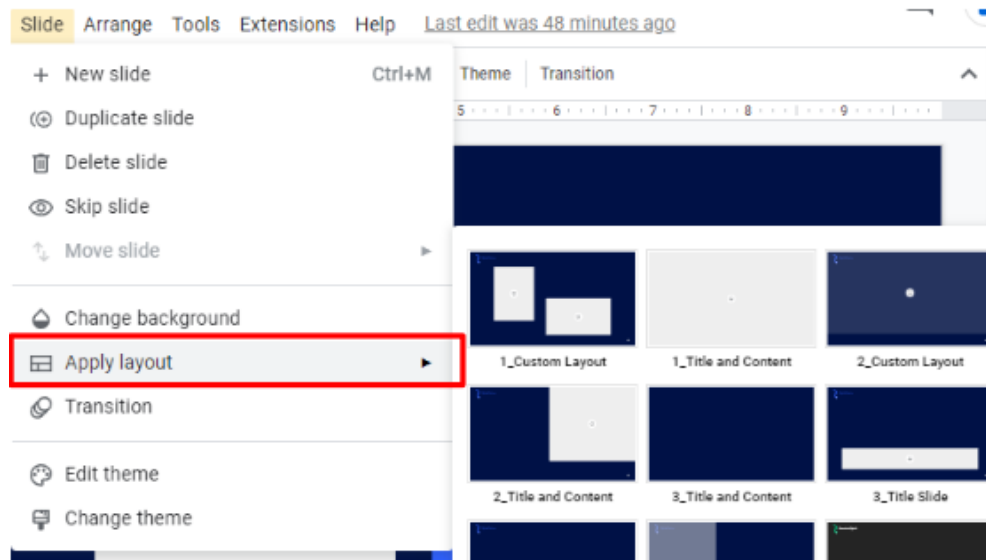 Slide Arrange Tools Extensions Help Last edit was 48 minutes ago
+ New slide Ctrl+M
Theme Transition
5 6 7 8 9
Duplicate slide
Delete slide
Skip slide
Move slide
Change background
Apply layout
Transition
Edit theme
Change theme
1_Custom Layout 1_Title and Content 2_Custom Layout
2_Title and Content 3_Title and Content 3_Title Slide